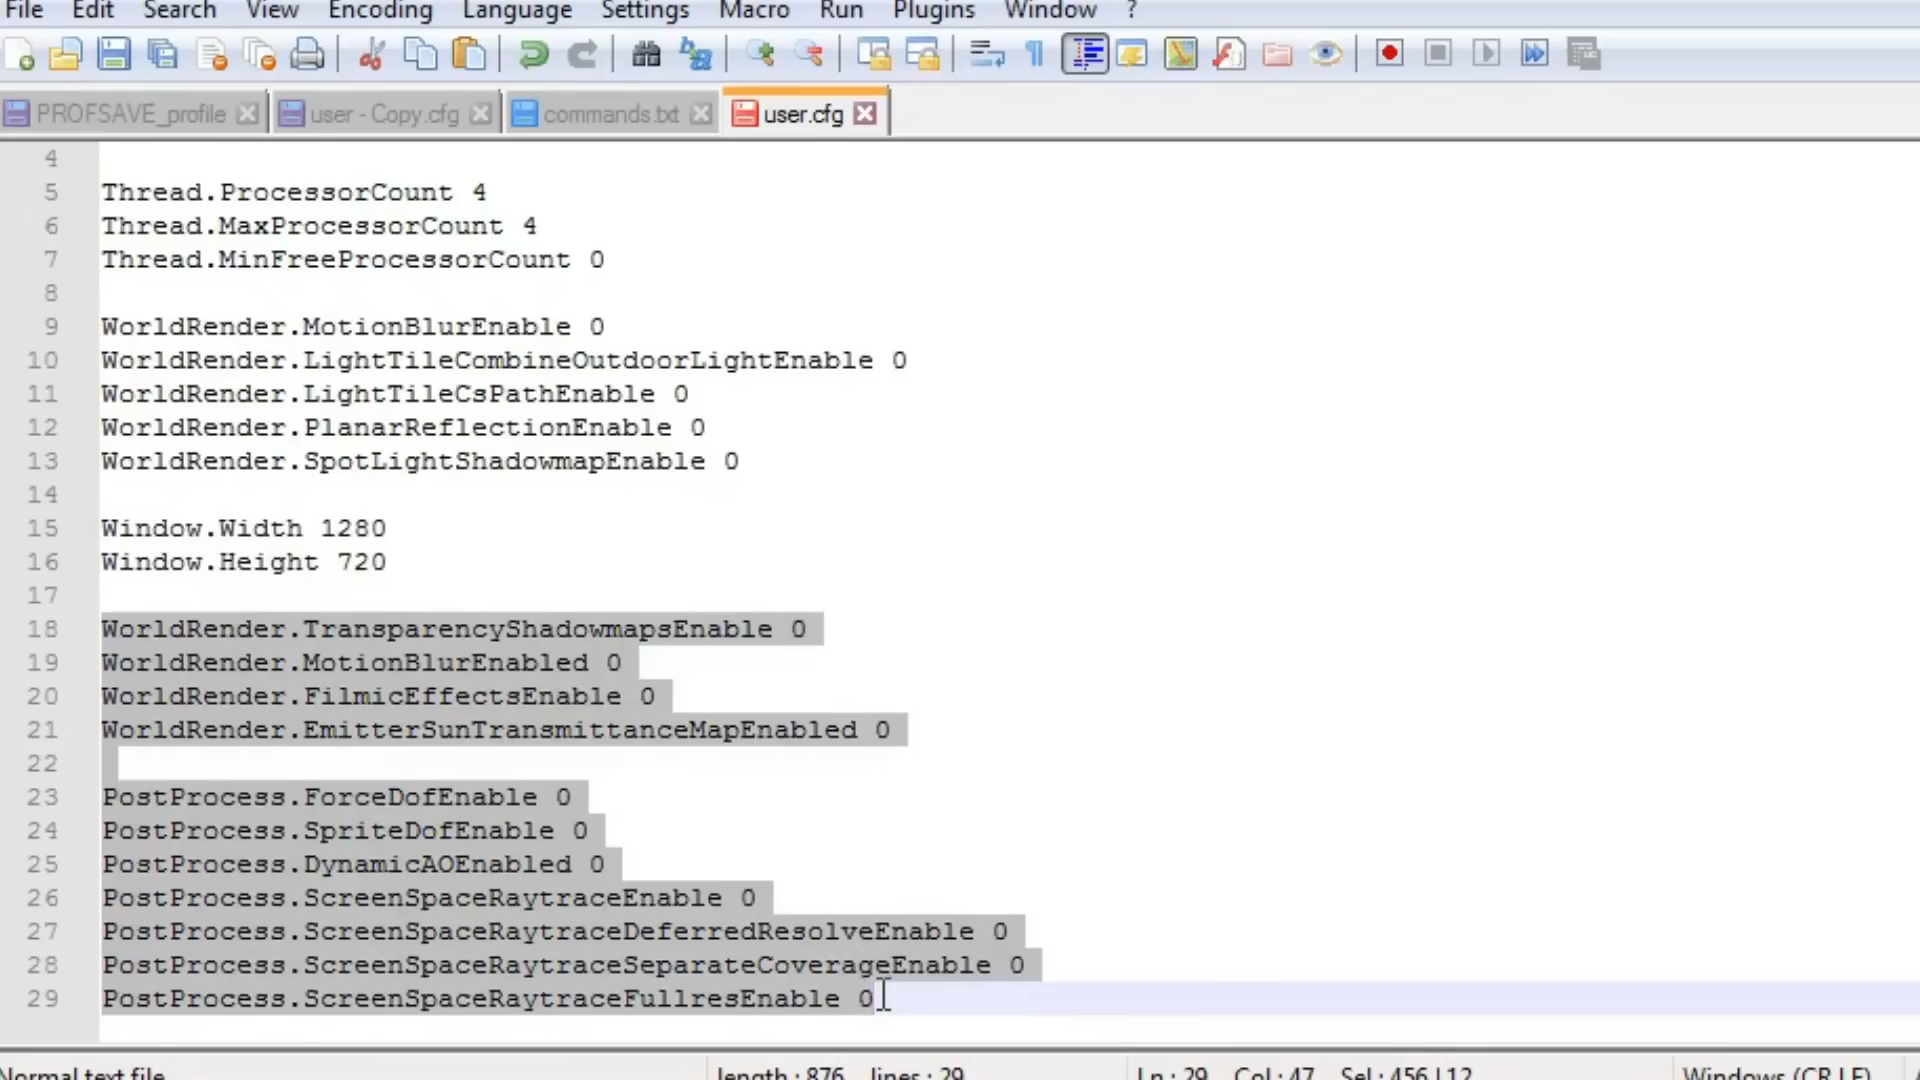 File Edit Search View Encoding Language Settings Macro Run Plugins Window ?
PROFSAVE_profile user - Copy.cfg commands.txt user.cfg
4
5 Thread.ProcessorCount 4
6 Thread.MaxProcessorCount 4
7 Thread.MinFreeProcessorCount 0
8
9 WorldRender.MotionBlurEnable 0
10 WorldRender.LightTileCombineOutdoorLightEnable 0
11 WorldRender.LightTileCsPathEnable 0
12 WorldRender.PlanarReflectionEnable 0
13 WorldRender.SpotLightShadowmapEnable 0
14
15 Window.Width 1280
16 Window.Height 720
17
18 WorldRender.TransparencyShadowmapsEnable 0
19 WorldRender.MotionBlurEnabled 0
20 WorldRender.FilmicEffectsEnable 0
21 WorldRender.EmitterSunTransmittanceMapEnabled 0
22
23 PostProcess.ForceDofEnable 0
24 PostProcess.SpriteDofEnable 0
25 PostProcess.DynamicAOEnabled 0
26 PostProcess.ScreenSpaceRaytraceEnable 0
27 PostProcess.ScreenSpaceRaytraceDeferredResolveEnable 0
28 PostProcess.ScreenSpaceRaytraceSeparateCoverageEnable 0
29 PostProcess.ScreenSpaceRaytraceFullresEnable 0
Normal text file length : 876 lines : 29 Ln : 29 Col : 47 Sel : 456 | 12 Windows (CR LF)